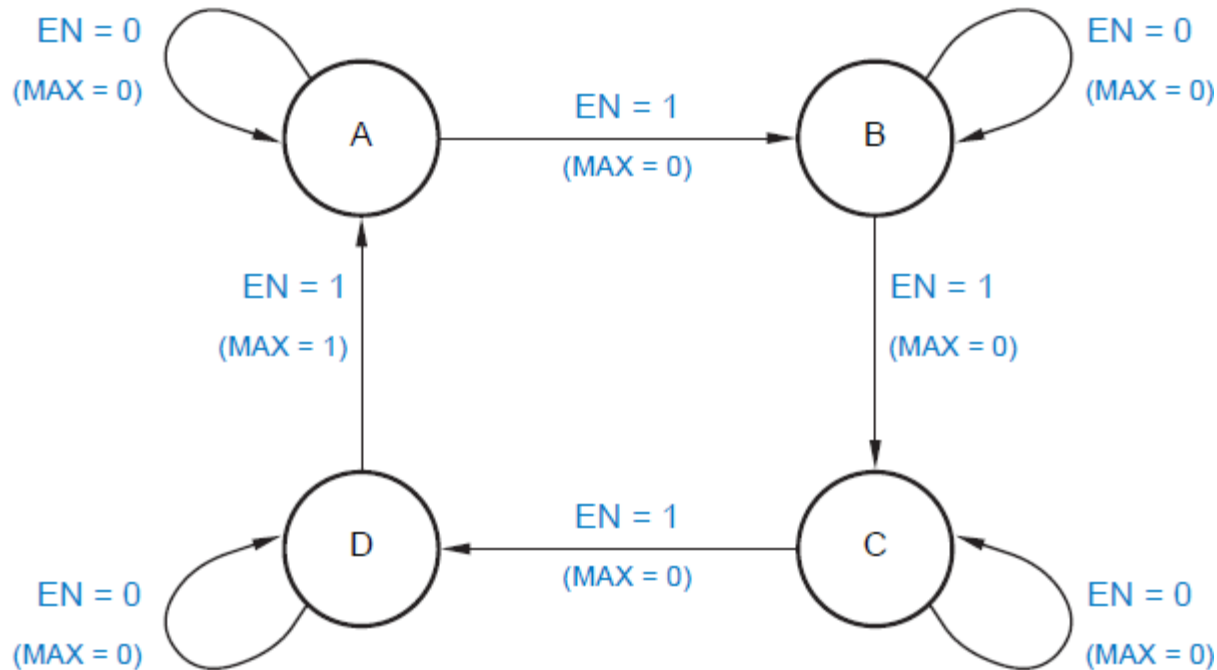 EN = 0
(MAX = 0)
A
EN = 1
(MAX = 0)
B
EN = 0
(MAX = 0)
EN = 1
(MAX = 1)
EN = 1
(MAX = 0)
D
EN = 0
(MAX = 0)
EN = 1
(MAX = 0)
C
EN = 0
(MAX = 0)